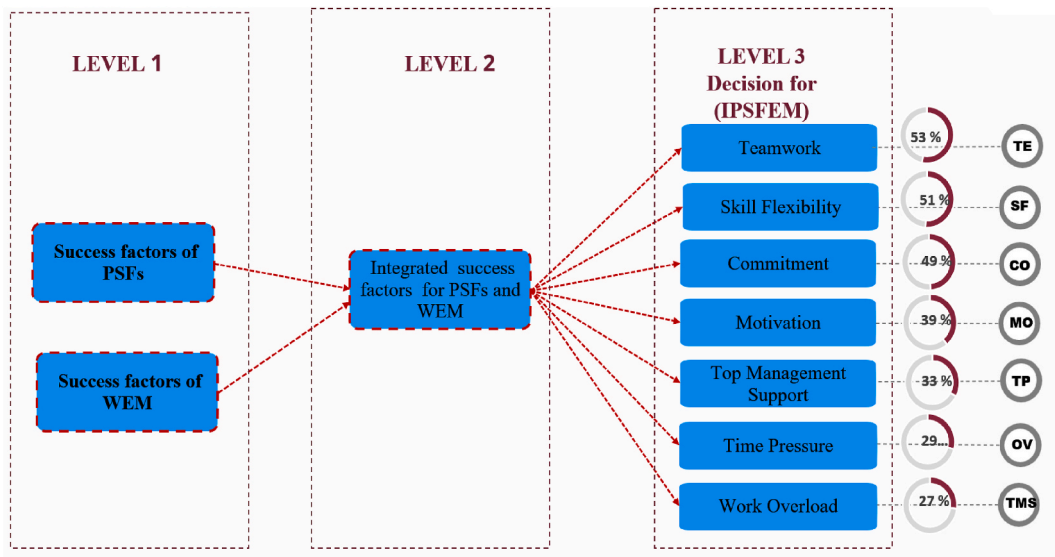 LEVEL 1
Success factors of
PSFs
Success factors of
WEM
LEVEL 2
Integrated success
factors for PSFs and
WEM
LEVEL 3
Decision for
(IPSFEM)
Teamwork
53 %
TE
Skill Flexibility
51 %
SF
Commitment
49 %
CO
Motivation
39 %
MO
Top Management
Support
33 %
TP
Time Pressure
29...
OV
Work Overload
27 %
TMS